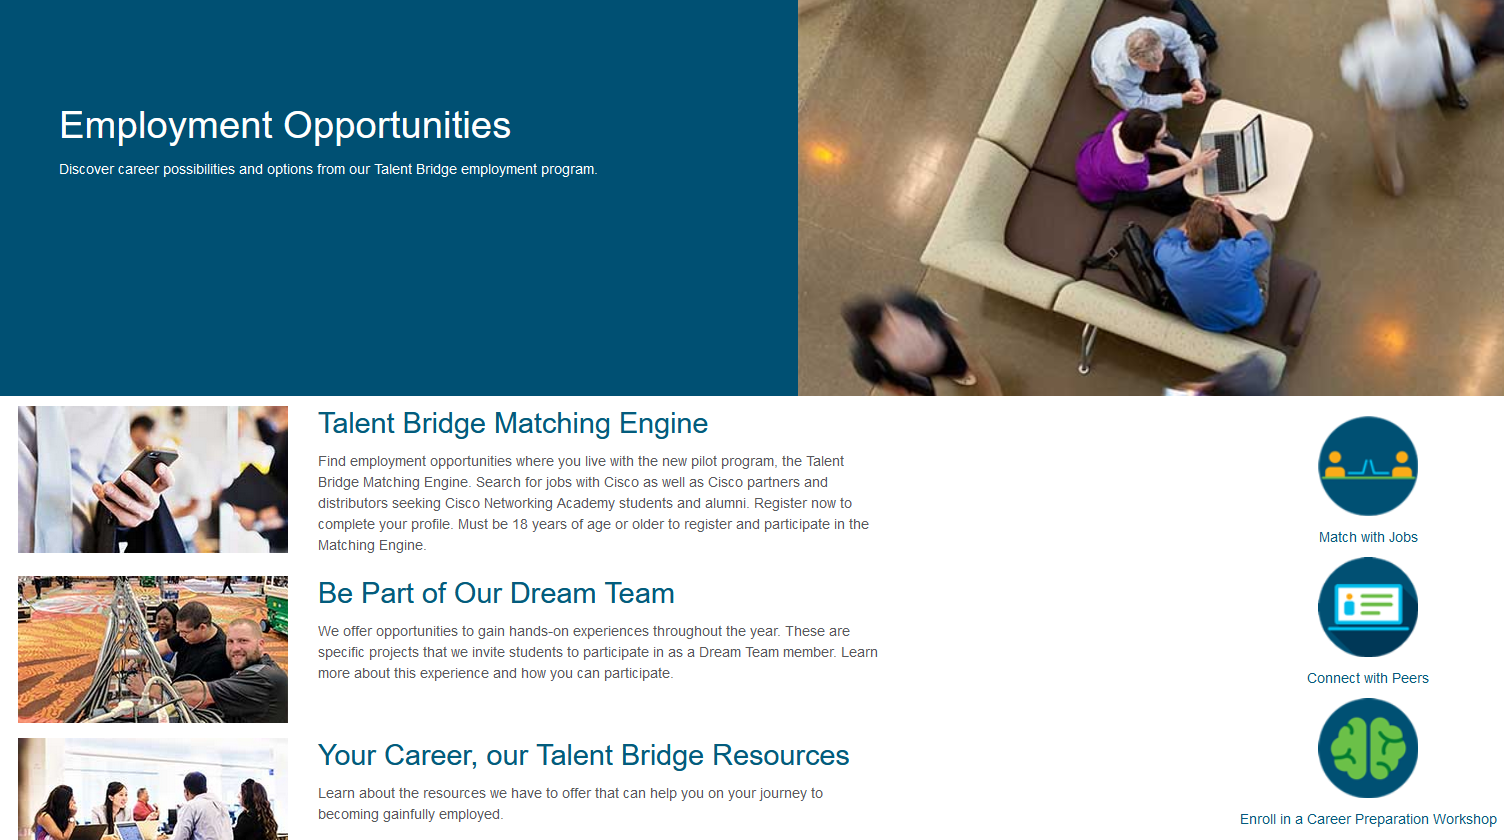 Employment Opportunities
Discover career possibilities and options from our Talent Bridge employment program.
Talent Bridge Matching Engine
Find employment opportunities where you live with the new pilot program, the Talent
Bridge Matching Engine. Search for jobs with Cisco as well as Cisco partners and
distributors seeking Cisco Networking Academy students and alumni. Register now to
complete your profile. Must be 18 years of age or older to register and participate in the
Matching Engine.
Be Part of Our Dream Team
We offer opportunities to gain hands-on experiences throughout the year. These are
specific projects that we invite students to participate in as a Dream Team member. Learn
more about this experience and how you can participate.
Your Career, our Talent Bridge Resources
Learn about the resources we have to offer that can help you on your journey to
becoming gainfully employed.
Match with Jobs
Connect with Peers
Enroll in a Career Preparation Workshop